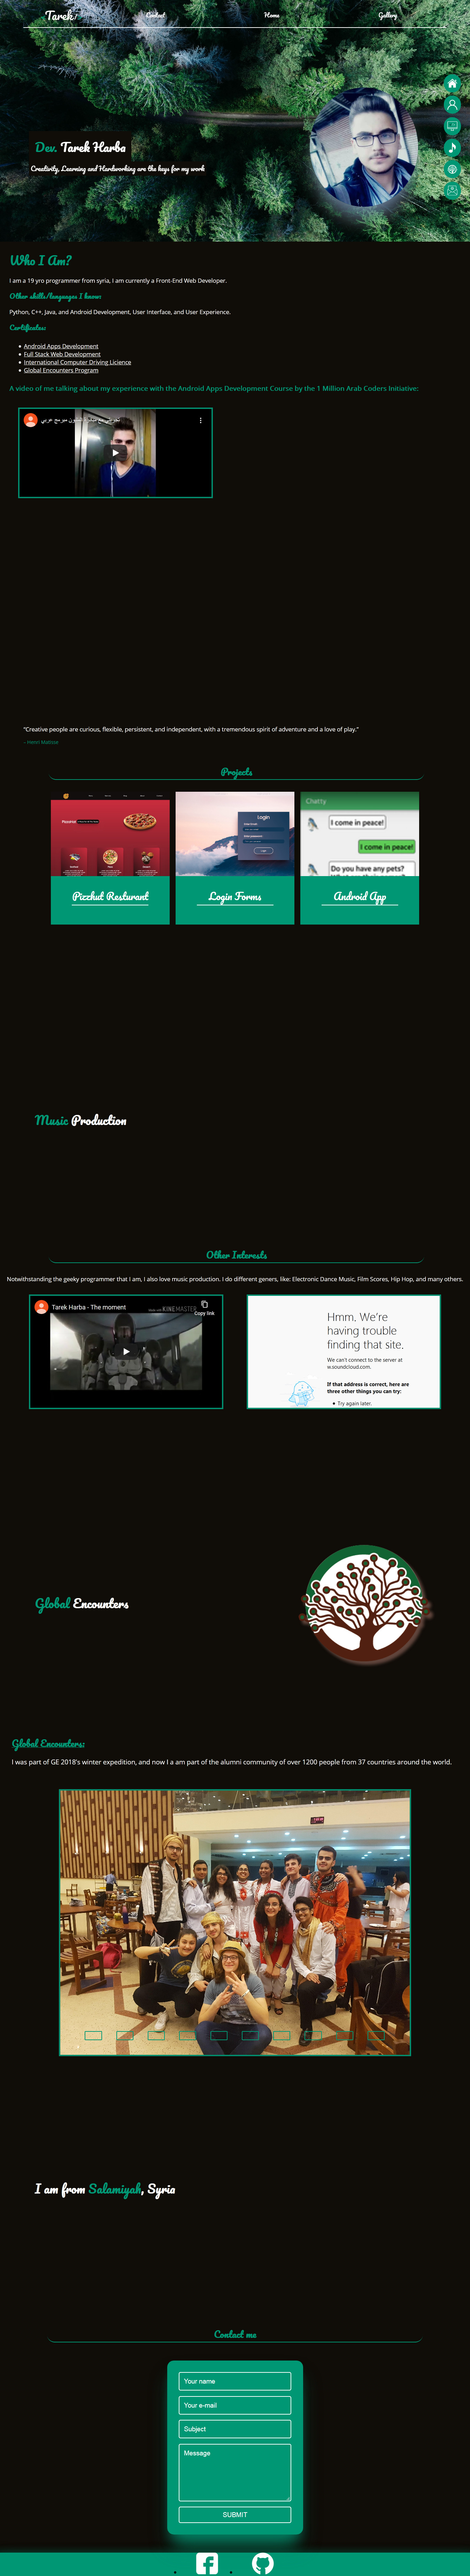 Tarek
Contact
Home
Gallery
Dev. Tarek Harba
Creativity, Learning and Hardworking are the keys for my work
Who I Am?
I am a 19 yro programmer from syria, I am currently a Front-End Web Developer.
Other skills/languages I know:
Python, C++, Java, and Android Development, User Interface, and User Experience.
Certificates:
Android Apps Development
Full Stack Web Development
International Computer Driving Licience
Global Encounters Program
A video of me talking about my experience with the Android Apps Development Course by the 1 Million Arab Coders Initiative:
"Creative people are curious, flexible, persistent, and independent, with a tremendous spirit of adventure and a love of play."
- Henri Matisse
Projects
Login
Chatty
I come in peace!
I come in peace!
Do you have any pets?
Pizzhut Resturant
Login Forms
Android App
Music Production
Other Interests
Notwithstanding the geeky programmer that I am, I also love music production. I do different geners, like: Electronic Dance Music, Film Scores, Hip Hop, and many others.
Tarek Harba - The moment
KINEMASTER
Copy link
Hmm. We're
having trouble
finding that site.
We can't connect to the server at
w.soundcloud.com.
If that address is correct, here are
three other things you can try:
Try again later.
Global Encounters
Global Encounters:
I was part of GE 2018's winter expedition, and now I a am part of the alumni community of over 1200 people from 37 countries around the world.
I am from Salamiyah, Syria
Contact me
Your name
Your e-mail
Subject
Message
SUBMIT